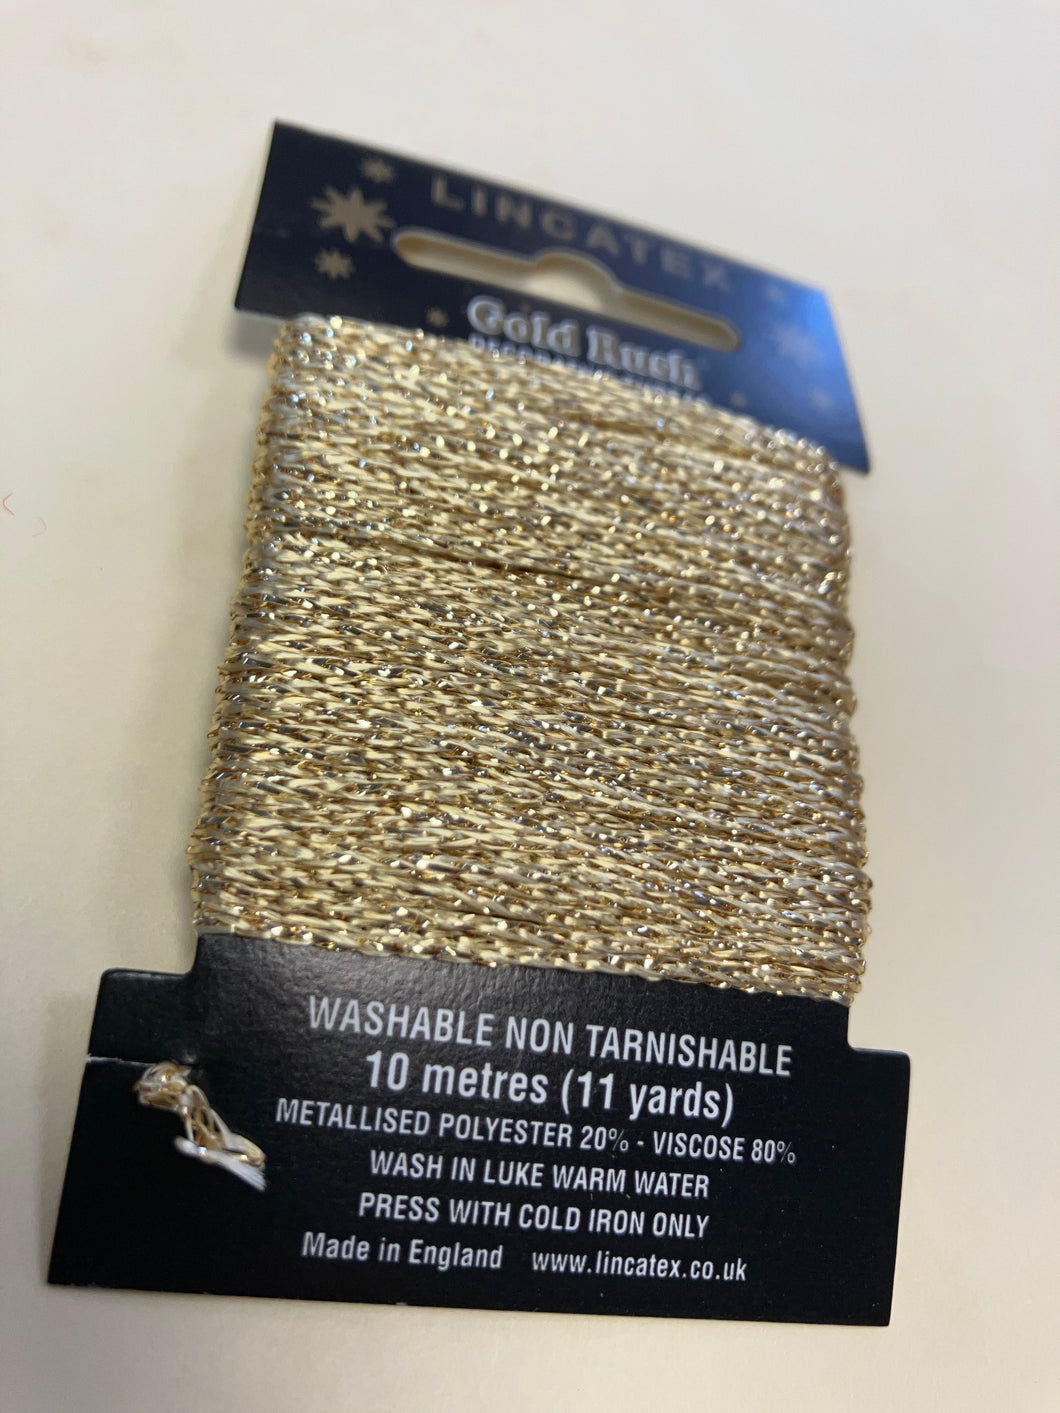 LINCATEX
Gold Rush
WASHABLE NON TARNISHABLE
10 metres (11 yards)
METALLISED POLYESTER 20% - VISCOSE 80%
WASH IN LUKE WARM WATER
PRESS WITH COLD IRON ONLY
Made in England www.lincatex.co.uk